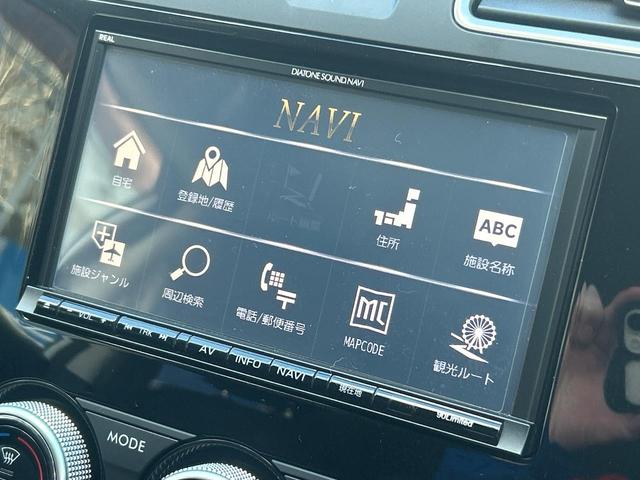 REAL
DIATONE SOUND NAVI
NAVI
自宅
登録地/履歴
住所
施設名称
施設ジャンル
周辺検索
電話/郵便番号
MAPCODE
観光ルート
ABC
VOL
TRK
AV
INFO
NAVI
現在地
90Limited
MODE